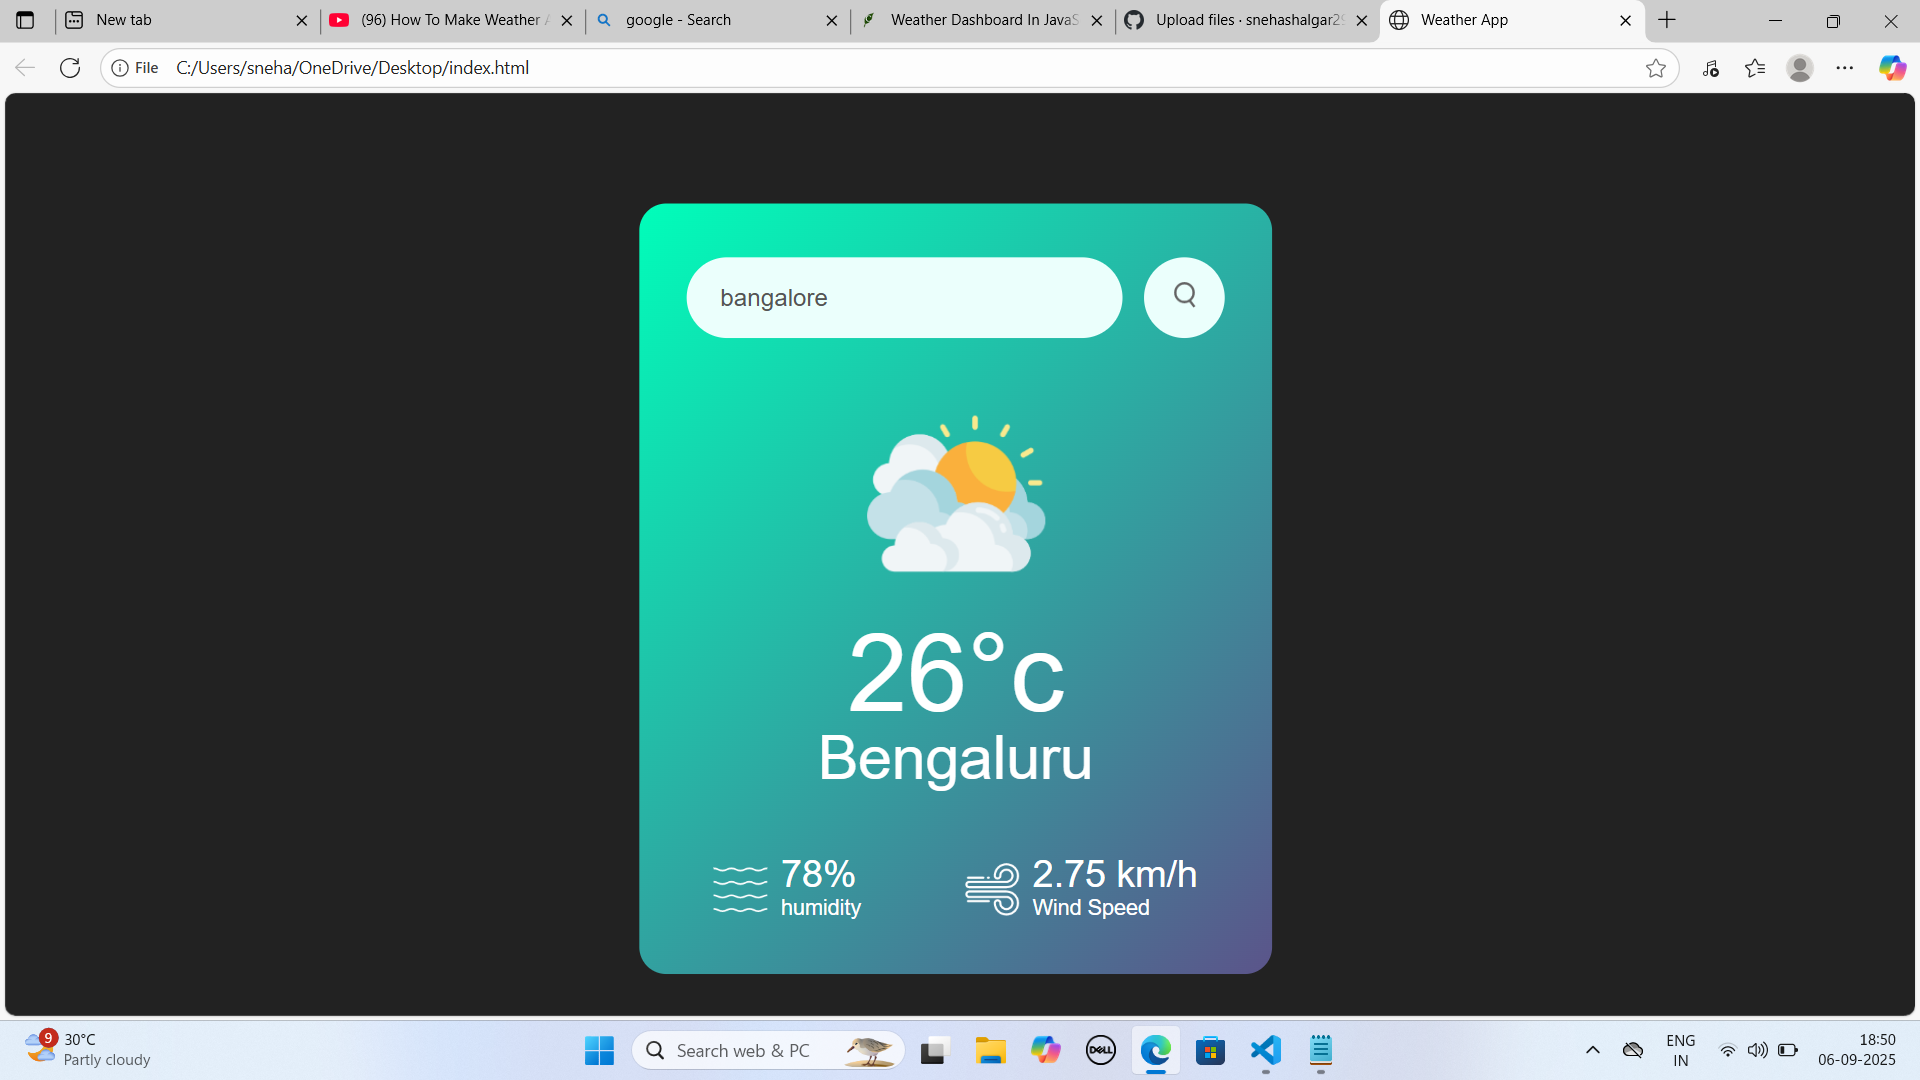 New tab
(96) How To Make Weather A
google - Search
Weather Dashboard In JavaS
Upload files · snehashalgar29
Weather App
File
C:/Users/sneha/OneDrive/Desktop/index.html
bangalore
26°c
Bengaluru
78%
humidity
2.75 km/h
Wind Speed
9
30°C
Partly cloudy
Search web & PC
DELL
ENG
IN
18:50
06-09-2025